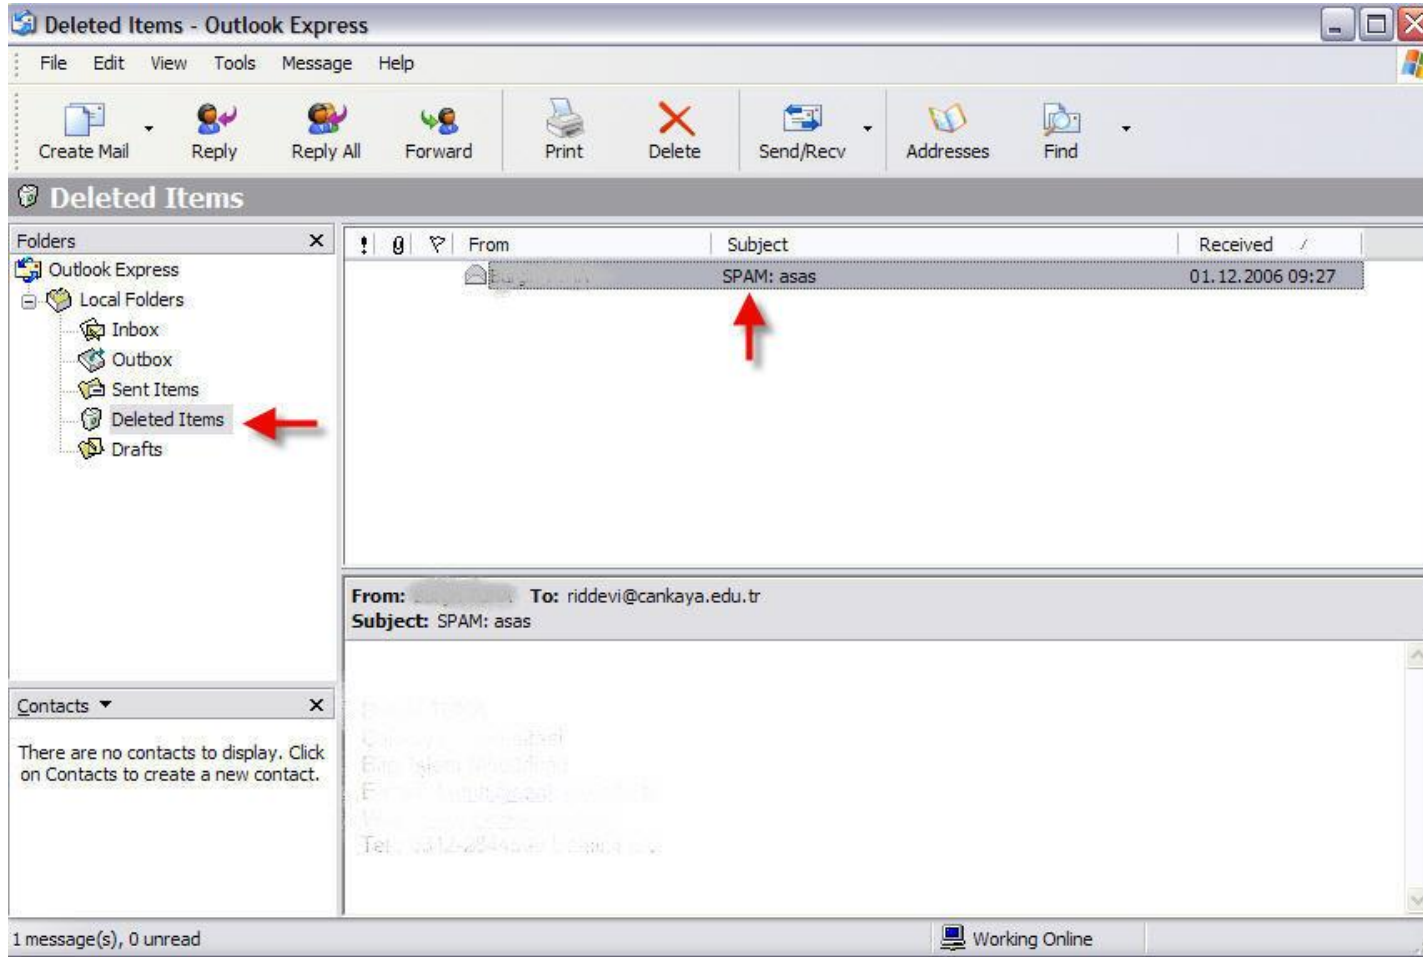 Deleted Items - Outlook Express
File Edit View Tools Message Help
Create Mail Reply Reply All Forward Print Delete Send/Recv Addresses Find
Deleted Items
Folders
Outlook Express
Local Folders
Inbox
Outbox
Sent Items
Deleted Items
Drafts
! From Subject Received
SPAM: asas 01.12.2006 09:27
From: To: riddevi@cankaya.edu.tr
Subject: SPAM: asas
Contacts
There are no contacts to display. Click
on Contacts to create a new contact.
1 message(s), 0 unread Working Online